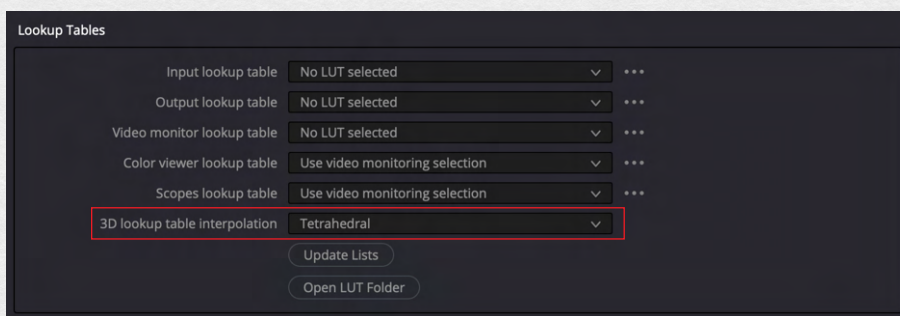 Lookup Tables
Input lookup table No LUT selected
Output lookup table No LUT selected
Video monitor lookup table No LUT selected
Color viewer lookup table Use video monitoring selection
Scopes lookup table Use video monitoring selection
3D lookup table interpolation Tetrahedral
Update Lists
Open LUT Folder